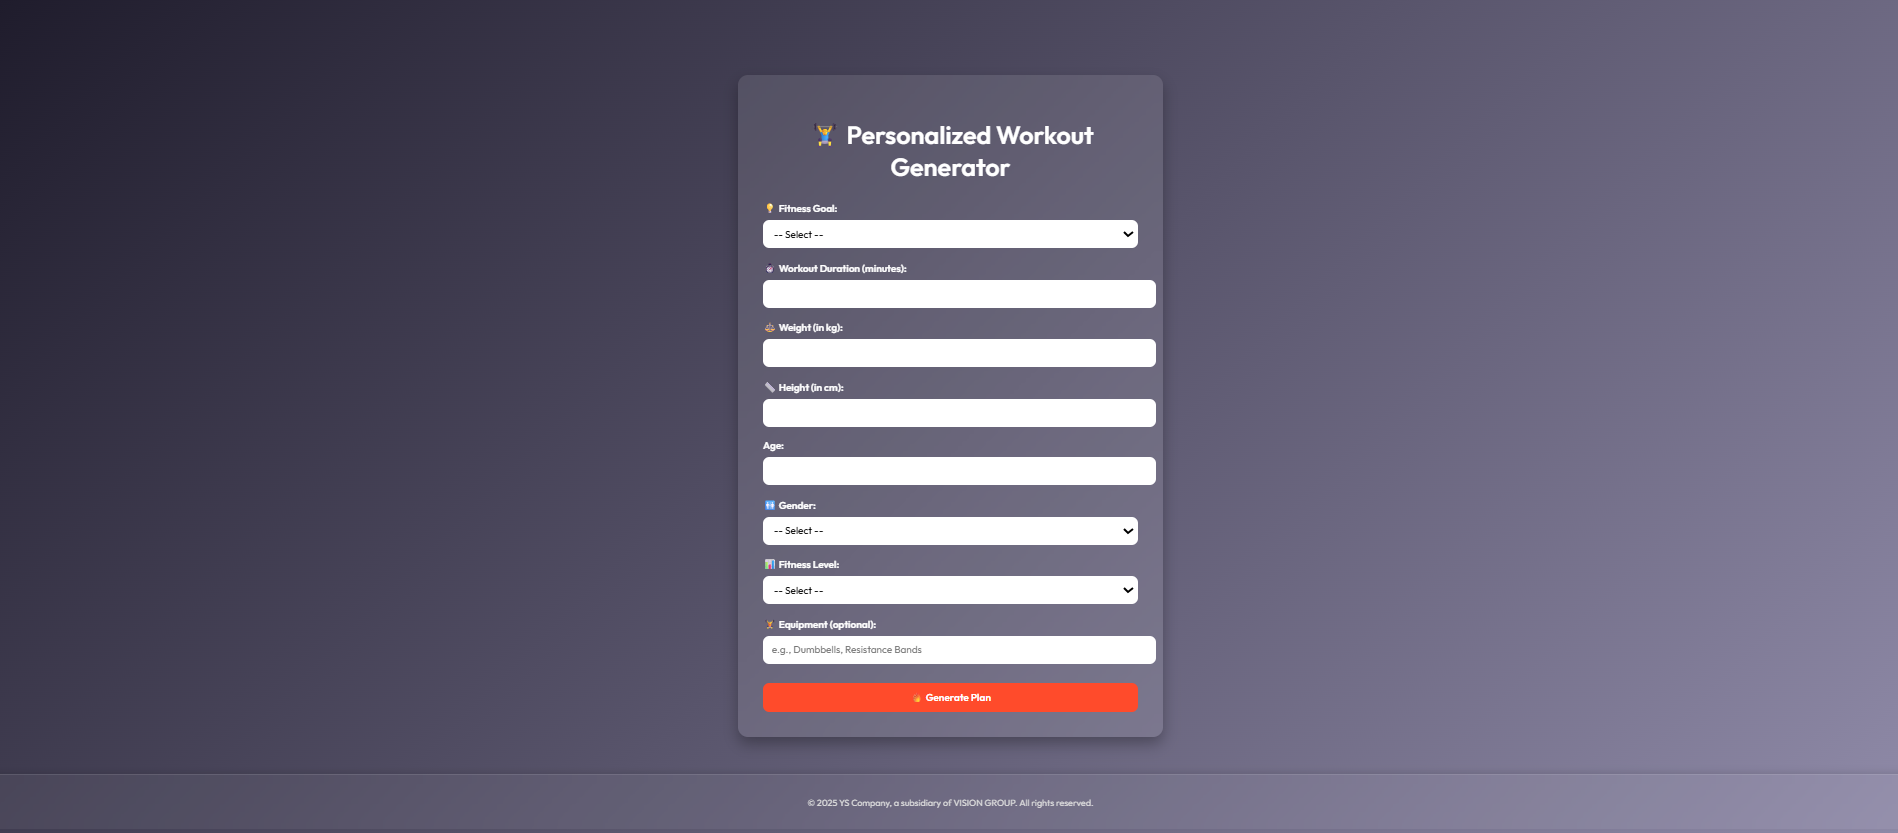 🏋️ Personalized Workout
Generator
💡 Fitness Goal:
-- Select --
⏱ Workout Duration (minutes):
⚖️ Weight (in kg):
📏 Height (in cm):
Age:
🚻 Gender:
-- Select --
📊 Fitness Level:
-- Select --
🏋️ Equipment (optional):
e.g., Dumbbells, Resistance Bands
🔥 Generate Plan
© 2025 YS Company, a subsidiary of VISION GROUP. All rights reserved.